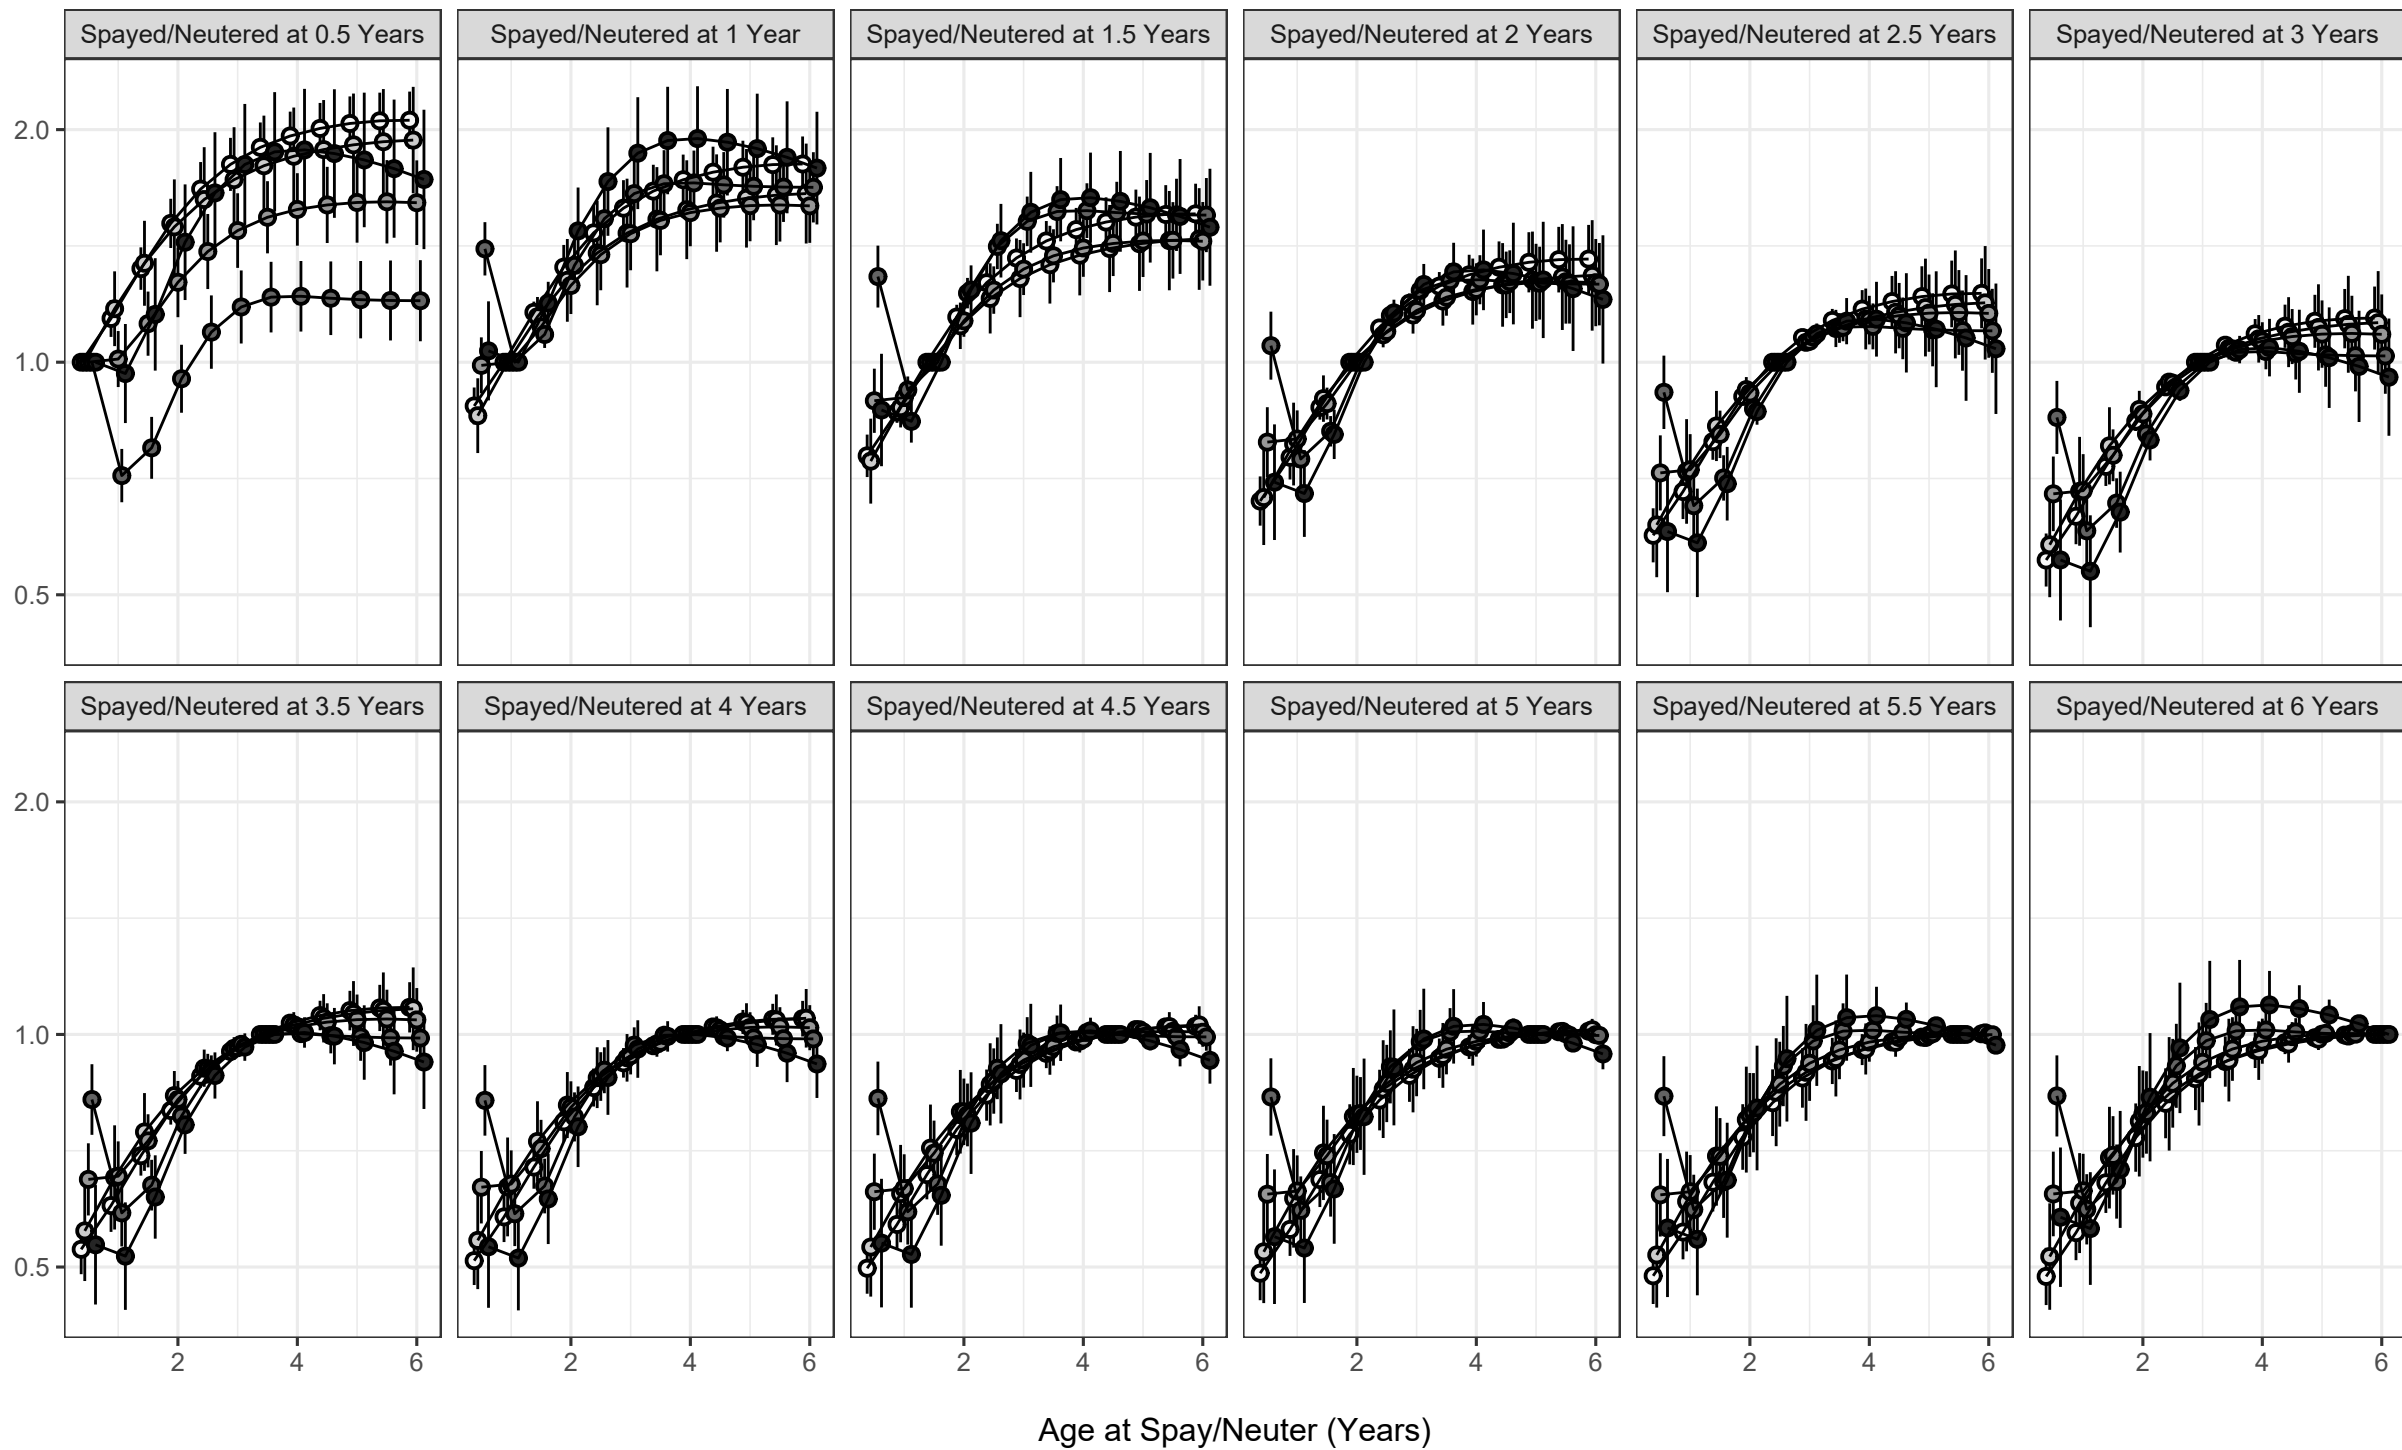 Spayed/Neutered at 0.5 Years Spayed/Neutered at 1 Year Spayed/Neutered at 1.5 Years Spayed/Neutered at 2 Years Spayed/Neutered at 2.5 Years Spayed/Neutered at 3 Years
2.0
1.0
0.5
Spayed/Neutered at 3.5 Years Spayed/Neutered at 4 Years Spayed/Neutered at 4.5 Years Spayed/Neutered at 5 Years Spayed/Neutered at 5.5 Years Spayed/Neutered at 6 Years
2.0
1.0
0.5
2 4 6 2 4 6 2 4 6 2 4 6 2 4 6 2 4 6
Age at Spay/Neuter (Years)